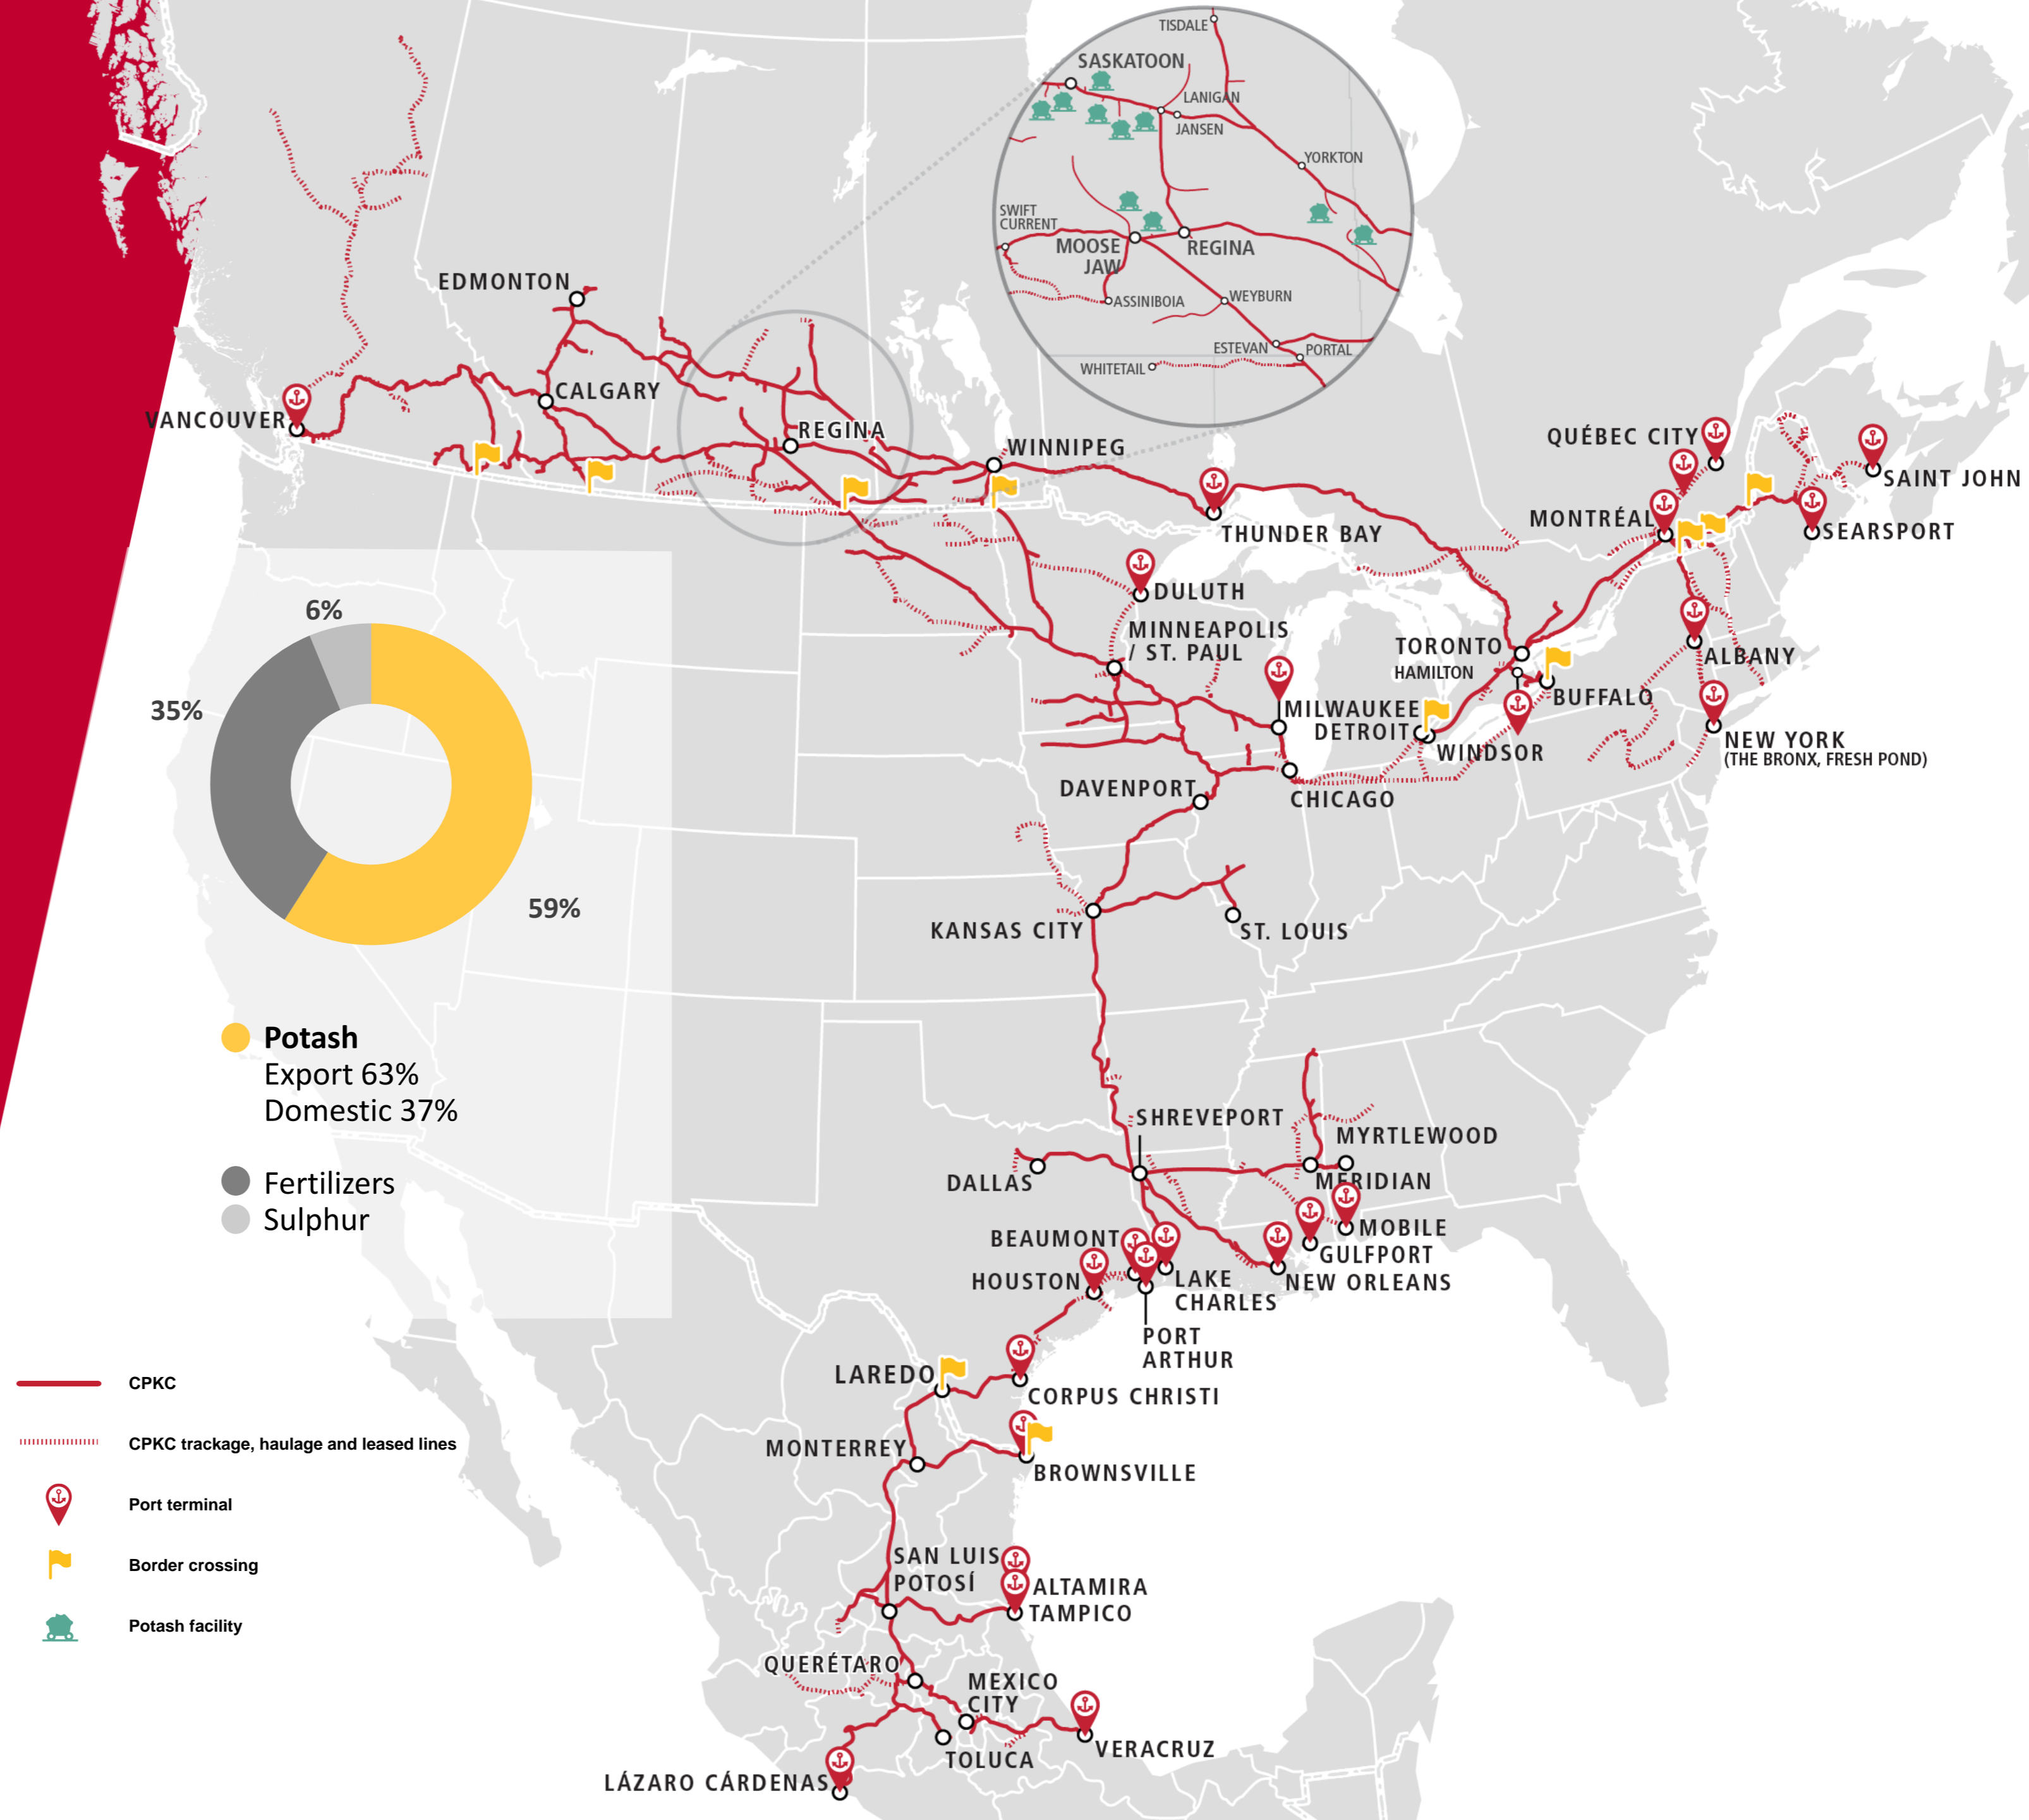 TISDALE
SASKATOON
LANIGAN
JANSEN
YORKTON
SWIFT
CURRENT
MOOSE
JAW
REGINA
ASSINIBOIA
WEYBURN
ESTEVAN
PORTAL
WHITETAIL
EDMONTON
CALGARY
VANCOUVER
REGINA
WINNIPEG
THUNDER BAY
QUÉBEC CITY
SAINT JOHN
MONTRÉAL
SEARSPORT
DULUTH
MINNEAPOLIS
/ ST. PAUL
TORONTO
HAMILTON
ALBANY
BUFFALO
MILWAUKEE
DETROIT
WINDSOR
NEW YORK
(THE BRONX, FRESH POND)
DAVENPORT
CHICAGO
KANSAS CITY
ST. LOUIS
6%
35%
59%
Potash
Export 63%
Domestic 37%
Fertilizers
Sulphur
SHREVEPORT
MYRTLEWOOD
DALLAS
MERIDIAN
MOBILE
BEAUMONT
GULFPORT
HOUSTON
LAKE
CHARLES
NEW ORLEANS
PORT
ARTHUR
LAREDO
CORPUS CHRISTI
MONTERREY
BROWNSVILLE
SAN LUIS
POTOSÍ
ALTAMIRA
TAMPICO
QUERÉTARO
MEXICO
CITY
TOLUCA
VERACRUZ
LÁZARO CÁRDENAS
CPKC
CPKC trackage, haulage and leased lines
Port terminal
Border crossing
Potash facility